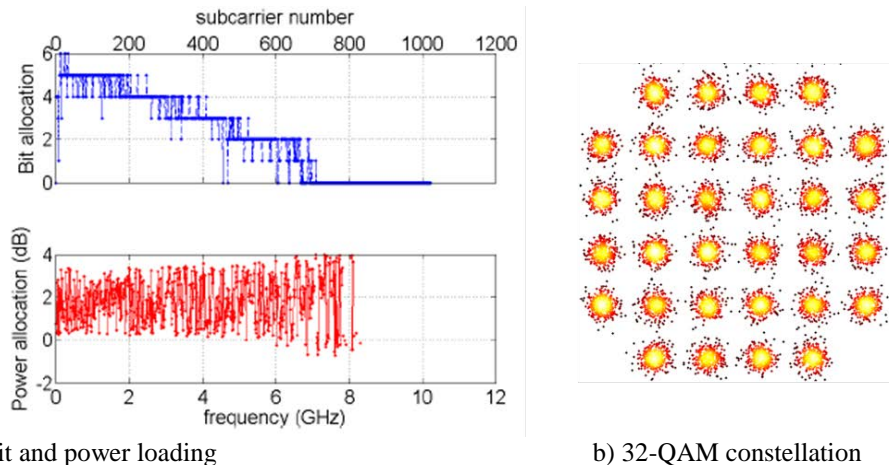 subcarrier number
0 200 400 600 800 1000 1200
Bit allocation
6
4
2
0
Power allocation (dB)
4
2
0
-2
0 2 4 6 8 10 12
frequency (GHz)
it and power loading
b) 32-QAM constellation